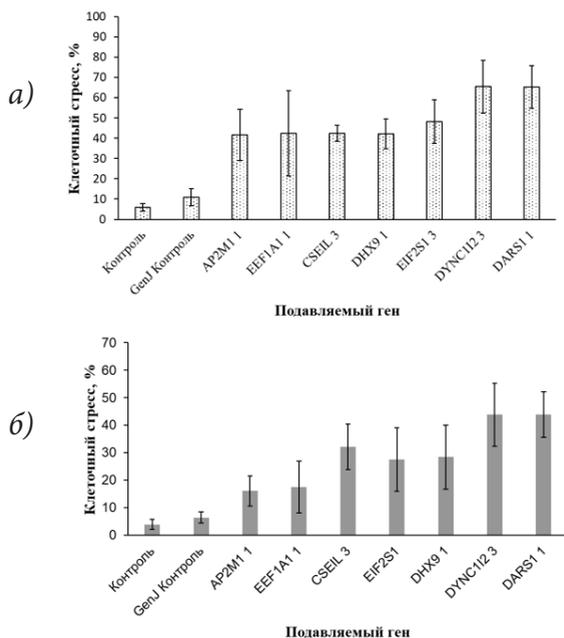 а)
Клеточный стресс, %
100
90
80
70
60
50
40
30
20
10
0
Контроль
GenJ Контроль
AP2M1 1
EEF1A1 1
CSEIL 3
DHX9 1
EIF2S1 3
DYNC1I2 3
DARS1 1
Подавляемый ген
б)
Клеточный стресс, %
70
60
50
40
30
20
10
0
Контроль
GenJ Контроль
AP2M1 1
EEF1A1 1
CSEIL 3
EIF2S1
DHX9 1
DYNC1I2 3
DARS1 1
Подавляемый ген